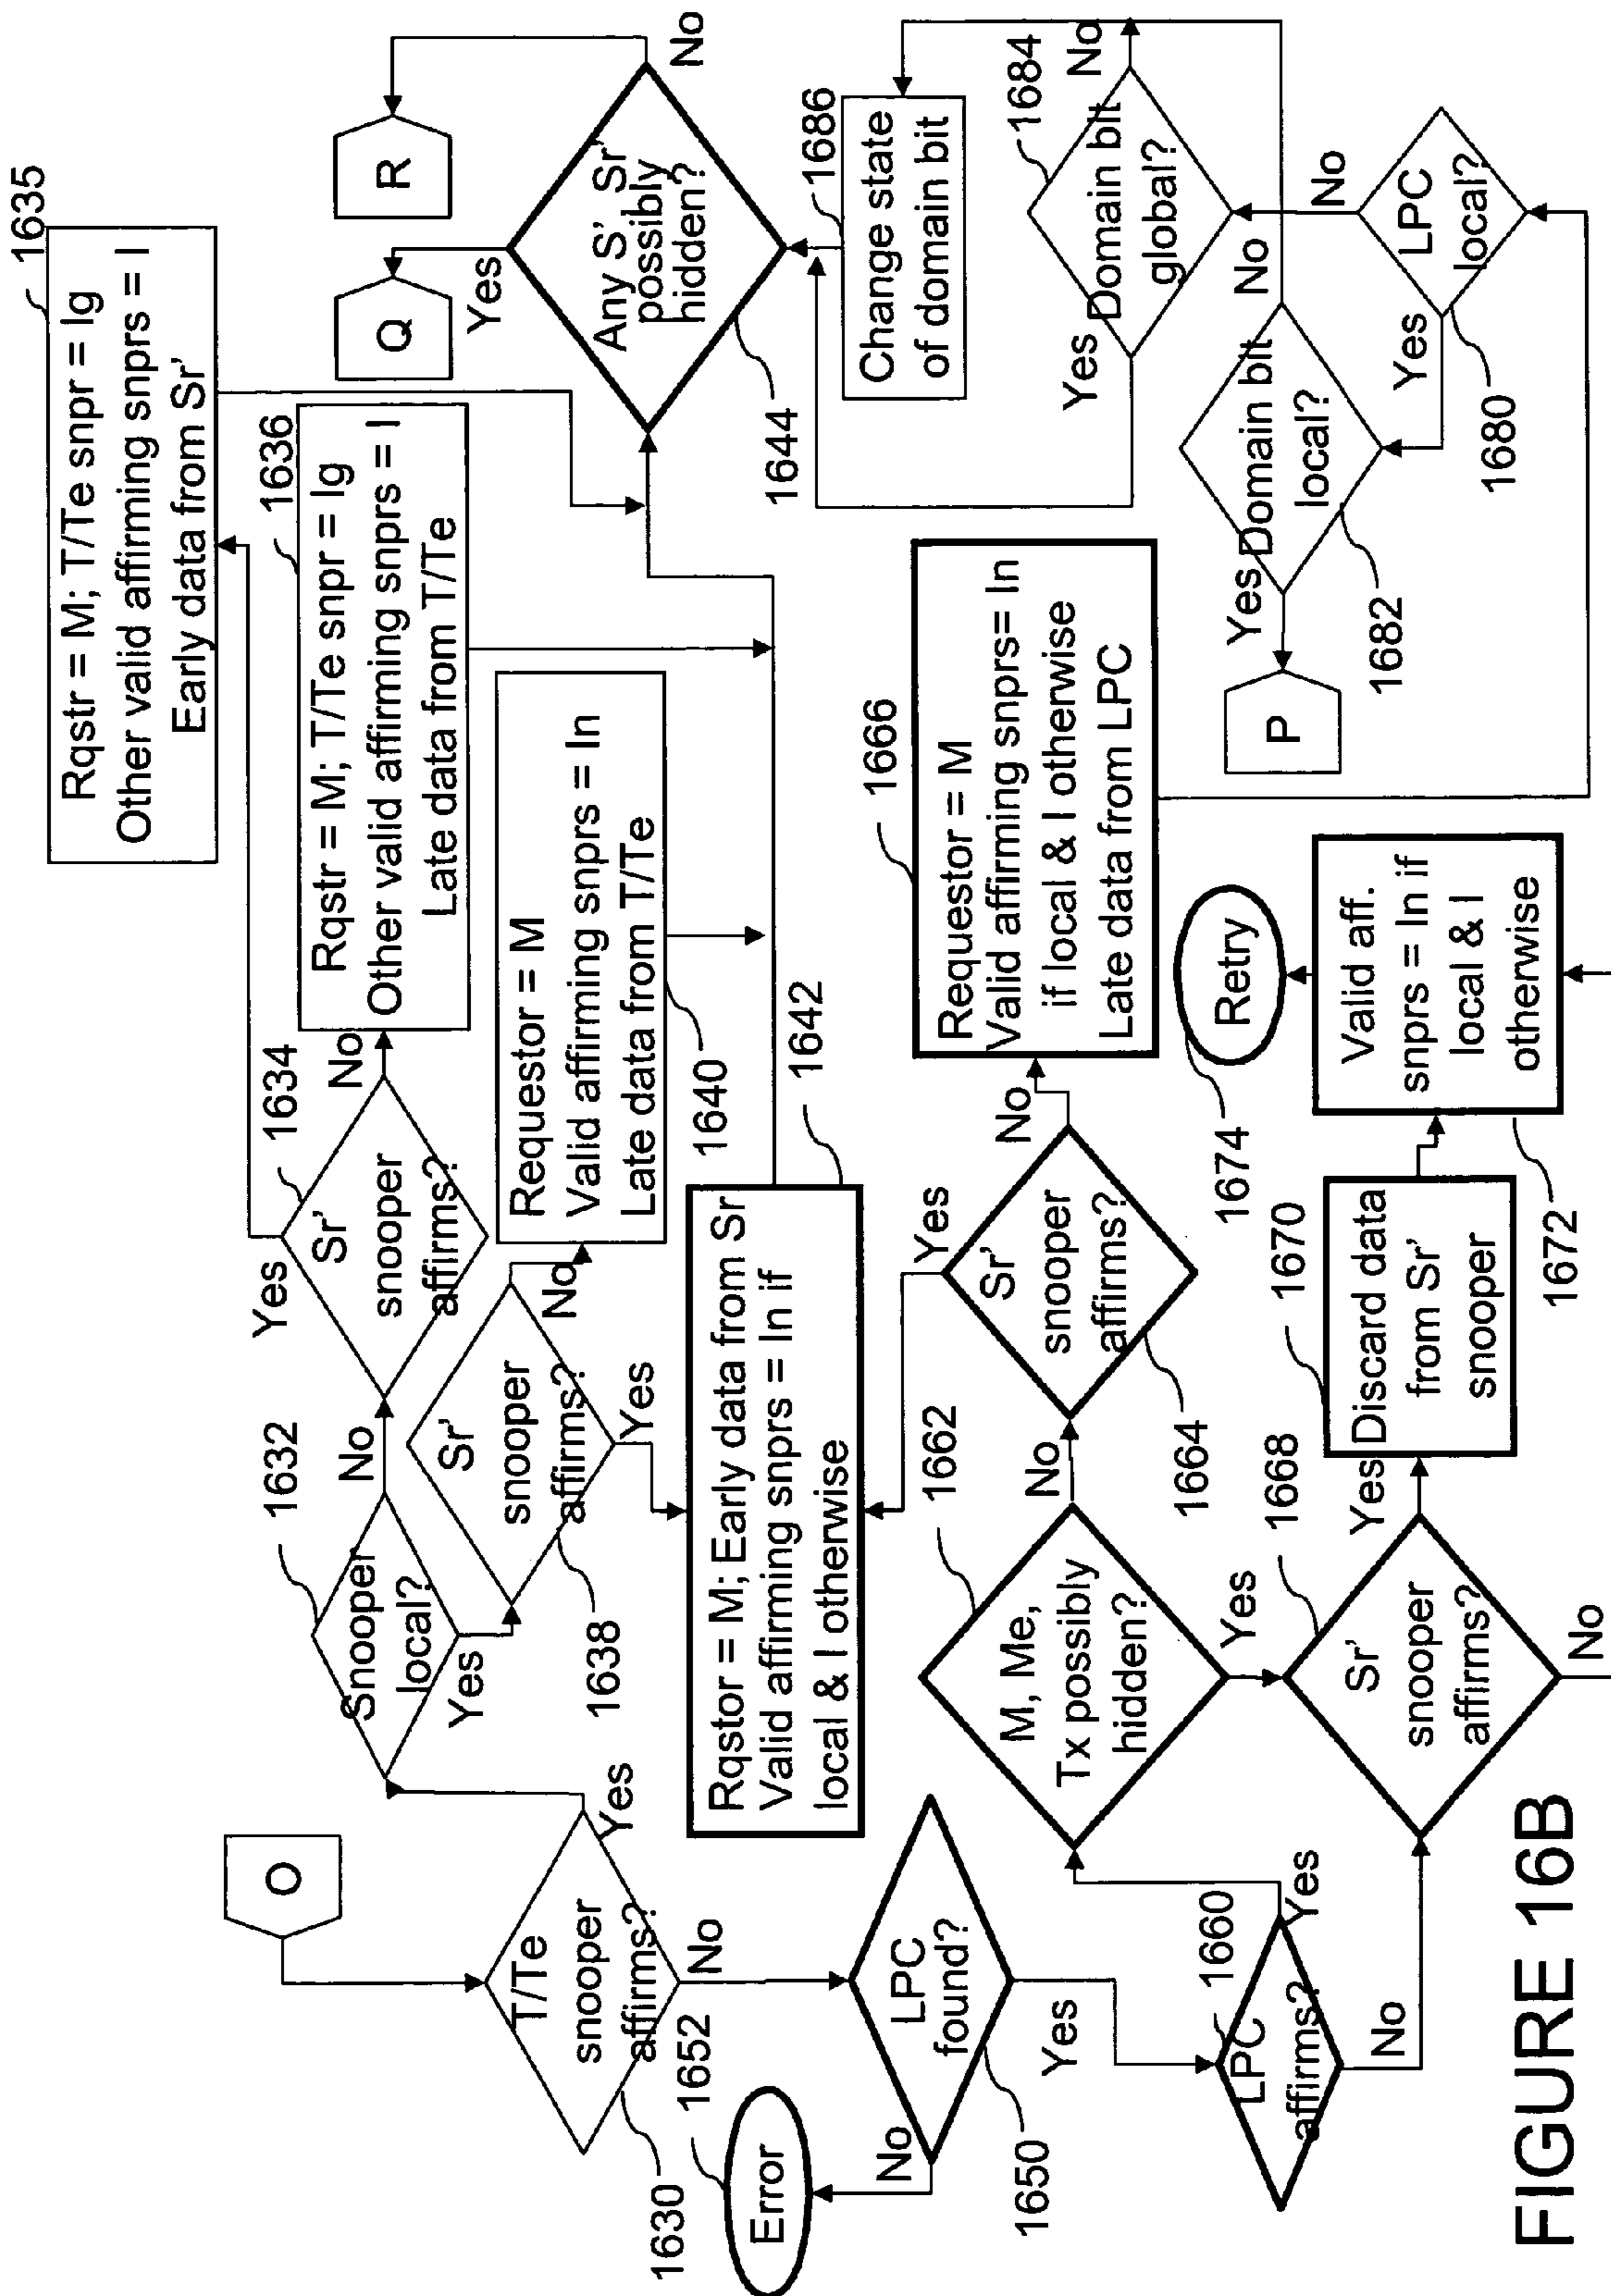 O
T/Te
snooper
affirms?
1630
Yes
No
Snooper
local?
1632
No
Yes
Sr'
snooper
affirms?
1634
Yes
No
Rqstr = M; T/Te snpr = Ig
Other valid affirming snprs = I
Early data from Sr'
1635
Rqstr = M; T/Te snpr = Ig
Other valid affirming snprs = I
Late data from T/Te
1636
Sr'
snooper
affirms?
1638
No
Yes
Requestor = M
Valid affirming snprs = In
Late data from T/Te
1640
Rqstor = M; Early data from Sr
Valid affirming snprs = In if
local & I otherwise
1642
Any S', Sr'
possibly
hidden?
1644
Yes
No
Q
R
LPC
found?
1650
No
Yes
Error
1652
LPC
affirms?
1660
Yes
No
M, Me,
Tx possibly
hidden?
1662
No
Yes
Sr'
snooper
affirms?
1664
Yes
No
Requestor = M
Valid affirming snprs= In
if local & I otherwise
Late data from LPC
1666
Sr'
snooper
affirms?
1668
Yes
No
Discard data
from Sr'
snooper
1670
Valid aff.
snprs = In if
local & I
otherwise
1672
Retry
1674
LPC
local?
1680
Yes
No
Domain bit
local?
1682
Yes
No
P
Domain bit
global?
1684
Yes
No
Change state
of domain bit
1686
FIGURE 16B